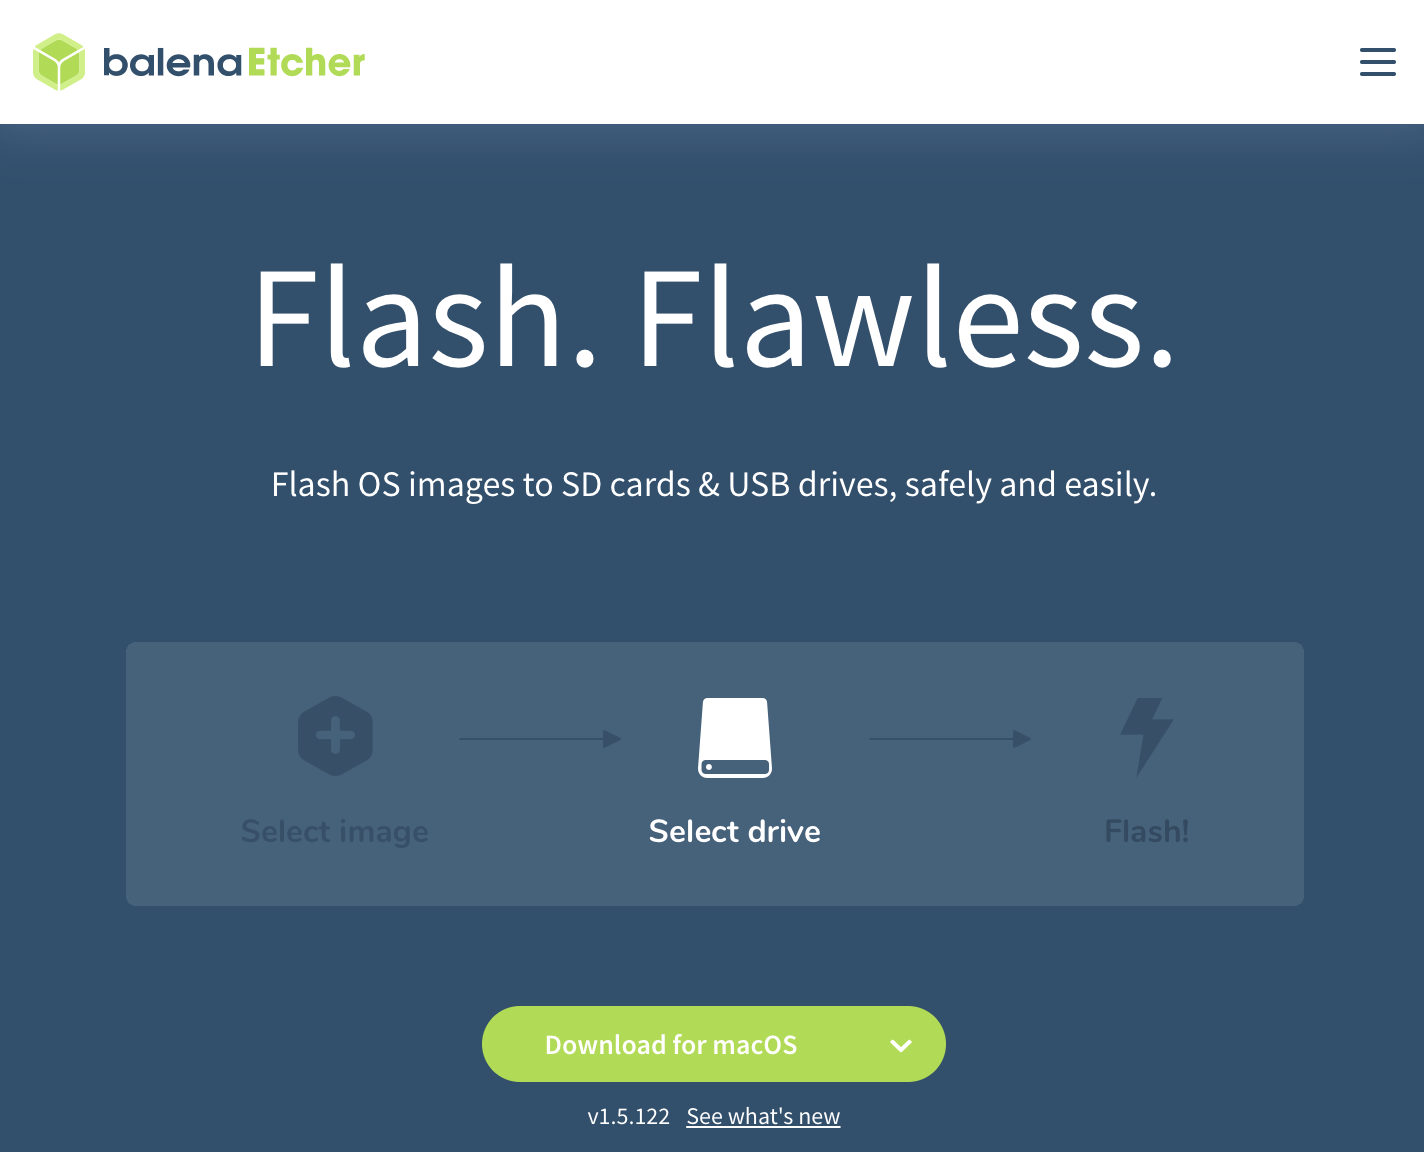 balenaEtcher
Flash. Flawless.
Flash OS images to SD cards & USB drives, safely and easily.
Select image
Select drive
Flash!
Download for macOS
v1.5.122 See what's new